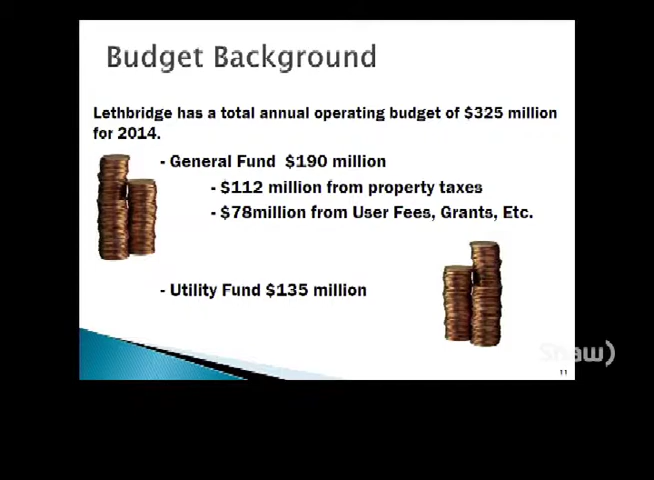 Budget Background
Lethbridge has a total annual operating budget of $325 million
for 2014.
- General Fund $190 million
- $112 million from property taxes
- $78million from User Fees, Grants, Etc.
- Utility Fund $135 million
Shaw)
11